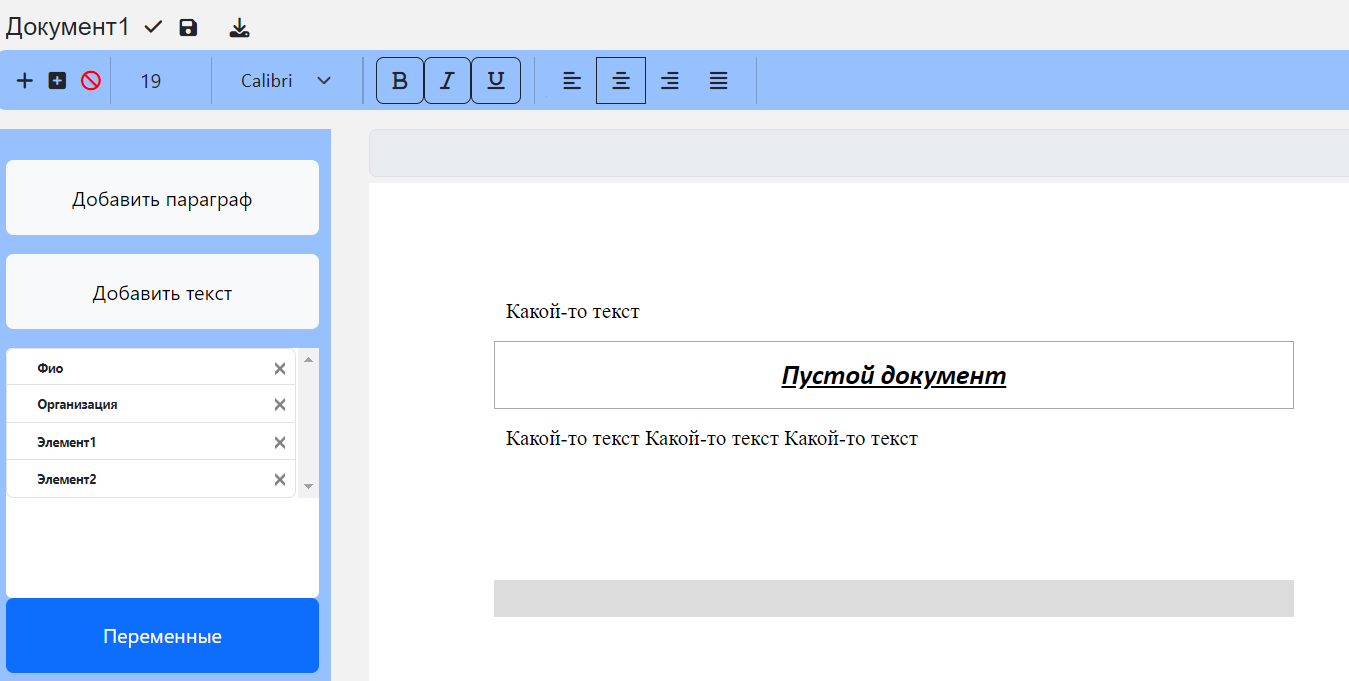 Документ1
19 Calibri B I U
Добавить параграф
Добавить текст
Фио
Организация
Элемент1
Элемент2
Переменные
Какой-то текст
Пустой документ
Какой-то текст Какой-то текст Какой-то текст